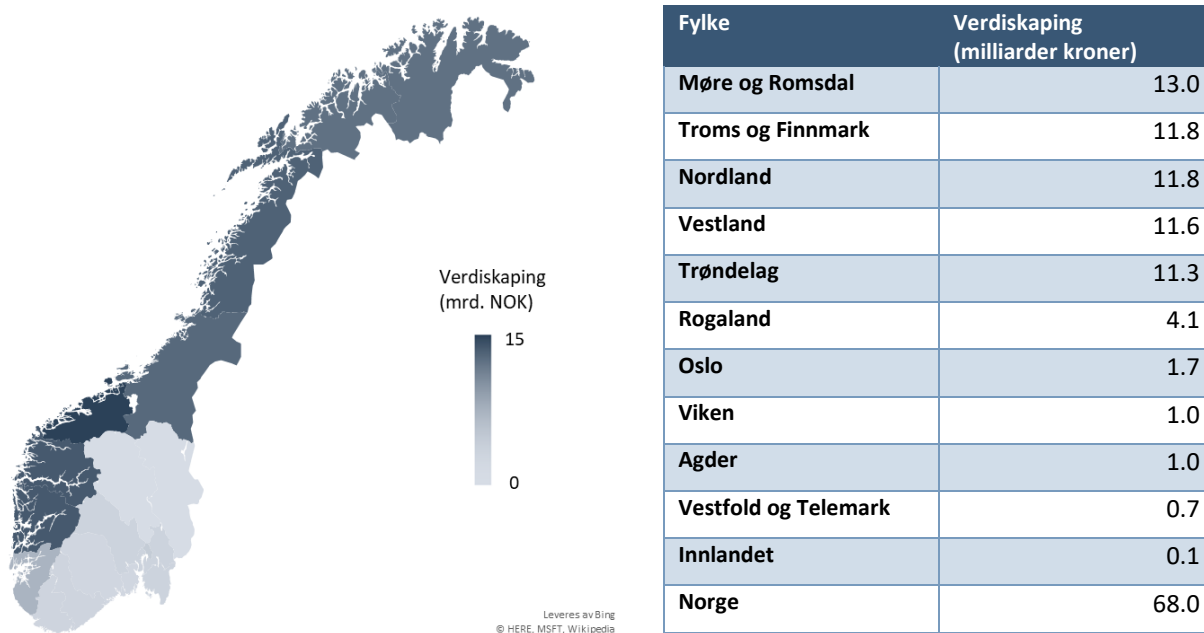 Verdiskaping
(mrd. NOK)
15
0
Leveres av Bing
© HERE, MSFT, Wikipedia
Fylke Verdiskaping
(milliarder kroner)
Møre og Romsdal 13.0
Troms og Finnmark 11.8
Nordland 11.8
Vestland 11.6
Trøndelag 11.3
Rogaland 4.1
Oslo 1.7
Viken 1.0
Agder 1.0
Vestfold og Telemark 0.7
Innlandet 0.1
Norge 68.0